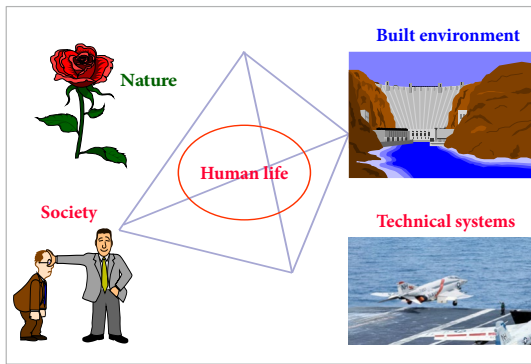 Built environment
Nature
Human life
Society
Technical systems